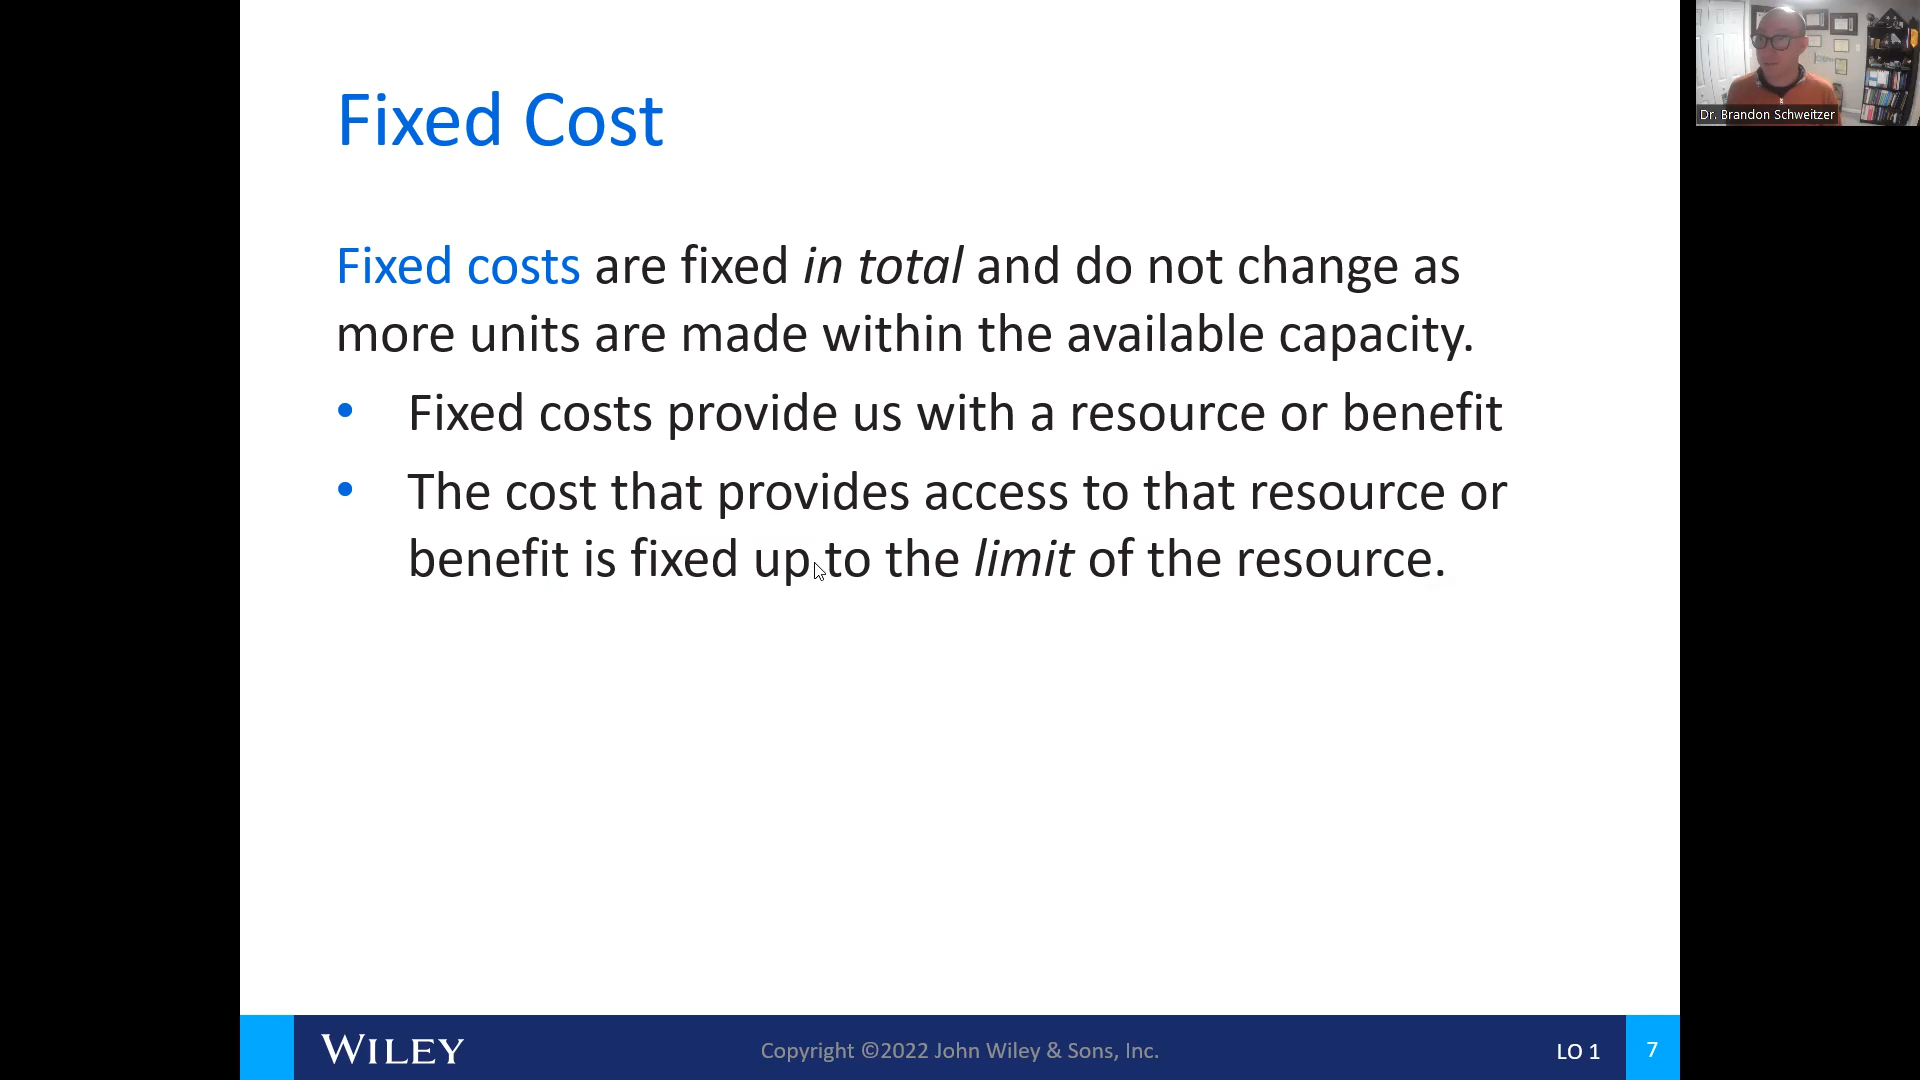 Fixed Cost
Dr. Brandon Schweitzer
Fixed costs are fixed in total and do not change as
more units are made within the available capacity.
• Fixed costs provide us with a resource or benefit
• The cost that provides access to that resource or
benefit is fixed up to the limit of the resource.
WILEY
Copyright ©2022 John Wiley & Sons, Inc.
LO 1
7